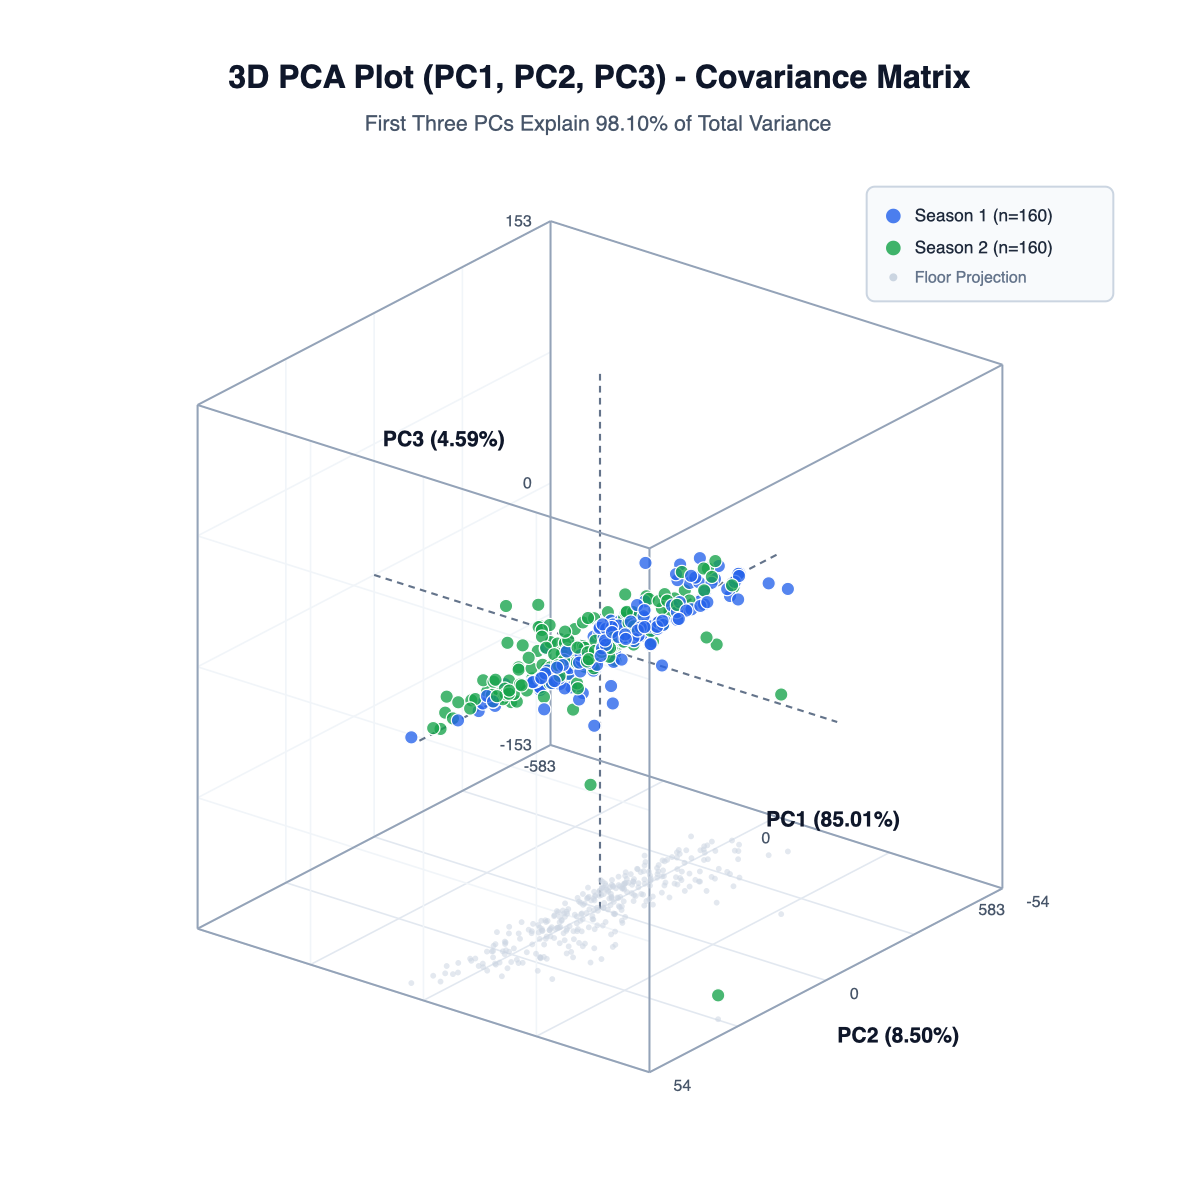 3D PCA Plot (PC1, PC2, PC3) - Covariance Matrix
First Three PCs Explain 98.10% of Total Variance
Season 1 (n=160)
Season 2 (n=160)
Floor Projection
153
PC3 (4.59%)
0
-153
-583
PC1 (85.01%)
0
583
-54
0
PC2 (8.50%)
54